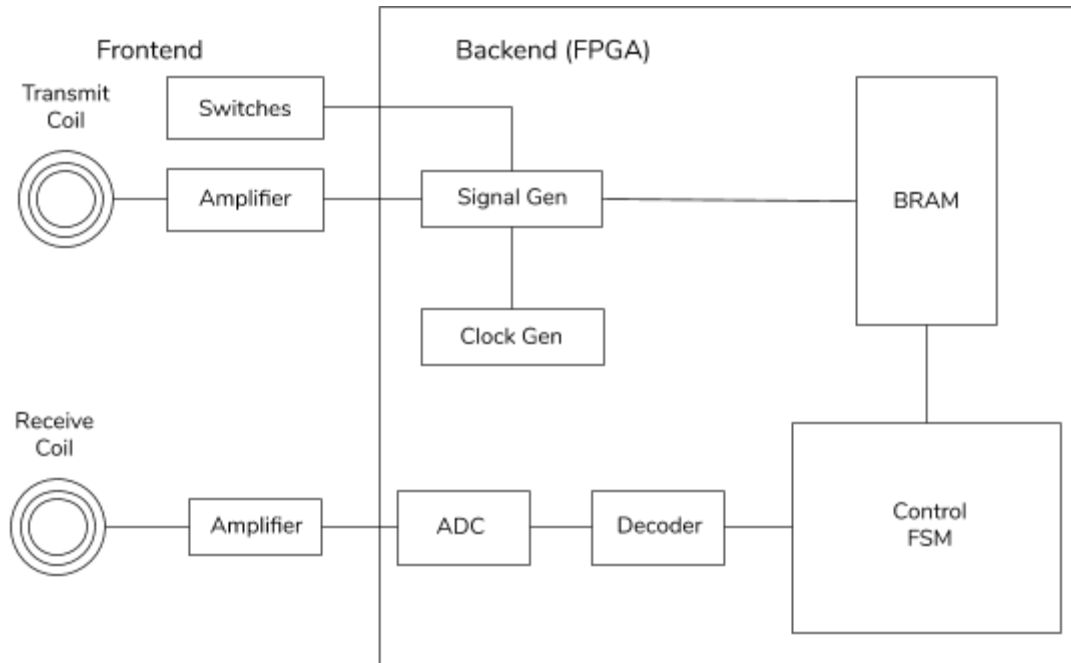 Frontend
Backend (FPGA)
Transmit
Coil
Switches
Amplifier
Signal Gen
BRAM
Clock Gen
Receive
Coil
Amplifier
ADC
Decoder
Control
FSM